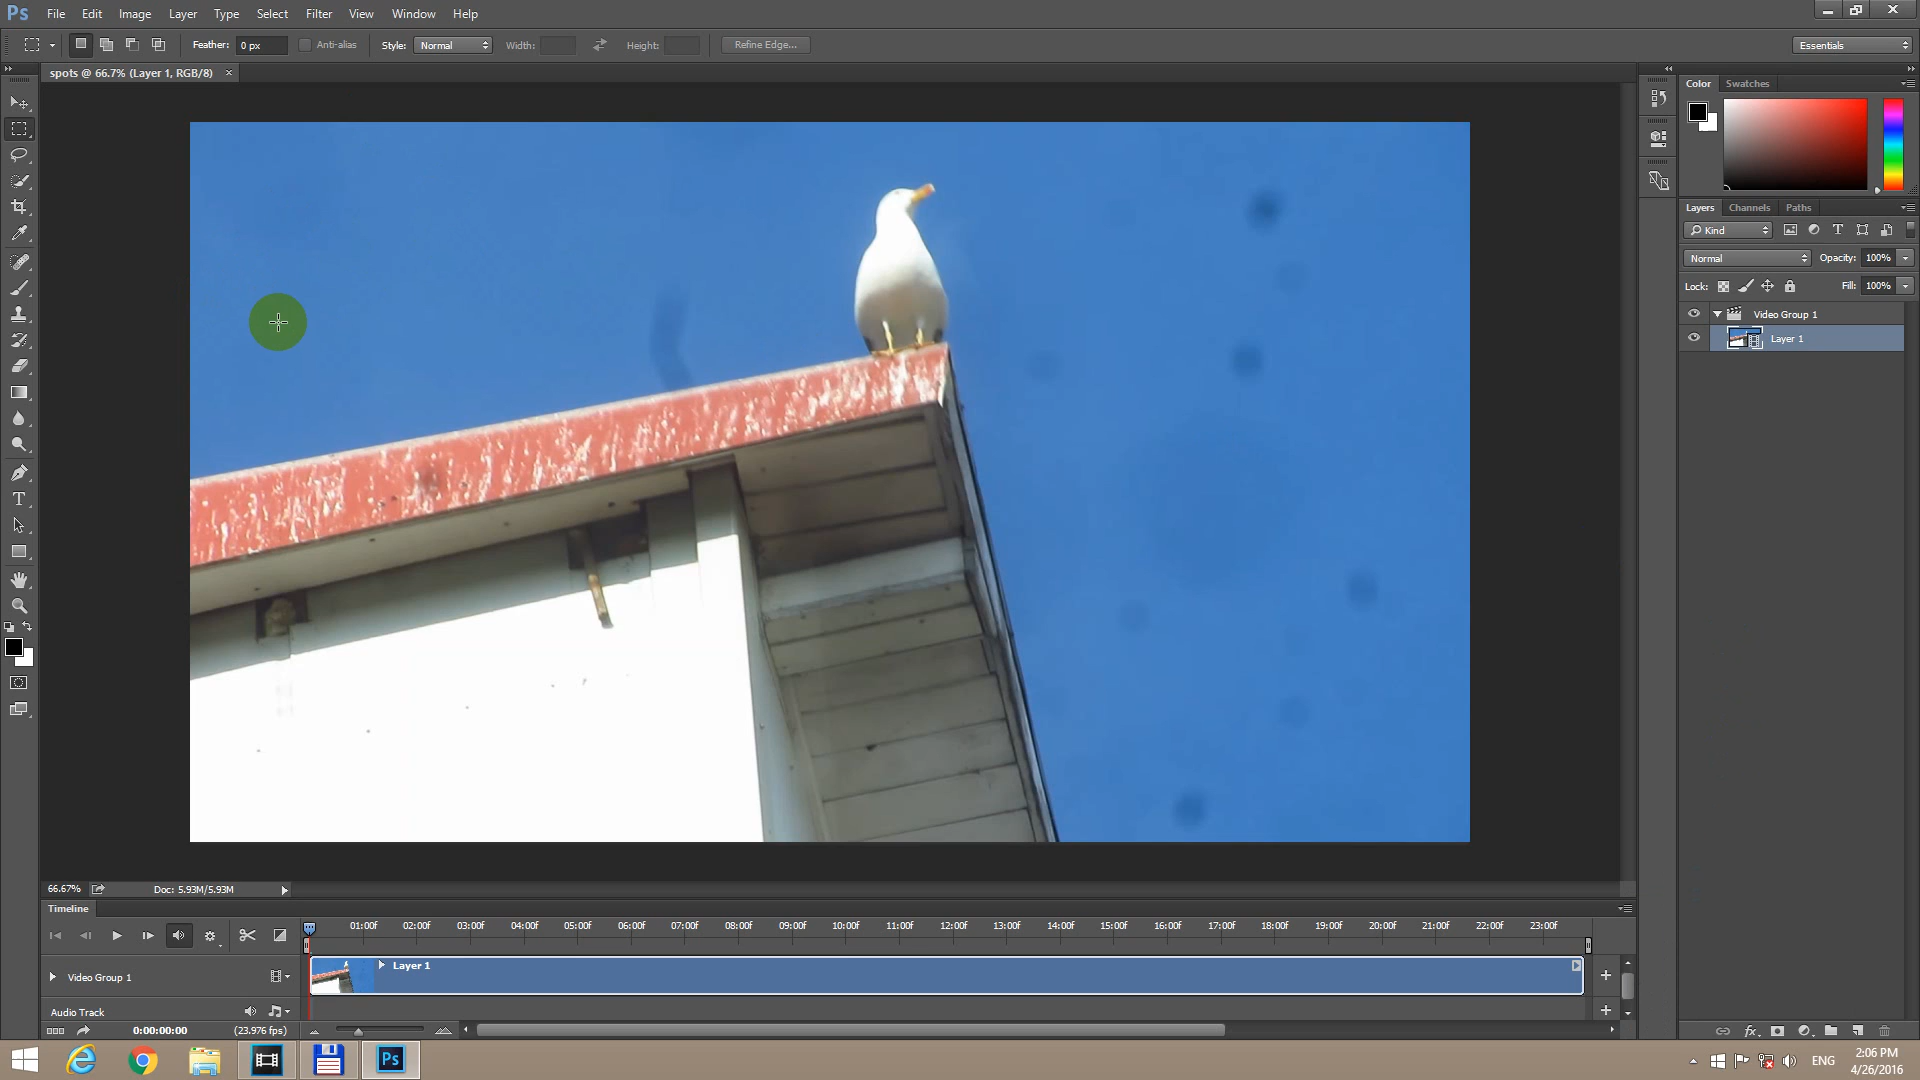 Ps File Edit Image Layer Type Select Filter View Window Help
Feather: 0 px Anti-alias Style: Normal Width: Height: Refine Edge... Essentials
spots @ 66.7% (Layer 1, RGB/8) ×
Color Swatches
Layers Channels Paths
Kind
Normal Opacity: 100%
Lock: Fill: 100%
Video Group 1
Layer 1
66.67% Doc: 5.93M/5.93M
Timeline
01:00f 02:00f 03:00f 04:00f 05:00f 06:00f 07:00f 08:00f 09:00f 10:00f 11:00f 12:00f 13:00f 14:00f 15:00f 16:00f 17:00f 18:00f 19:00f 20:00f 21:00f 22:00f 23:00f
Layer 1
Video Group 1
Audio Track
0:00:00:00 (23.976 fps)
fx
Ps ENG 2:06 PM
4/26/2016